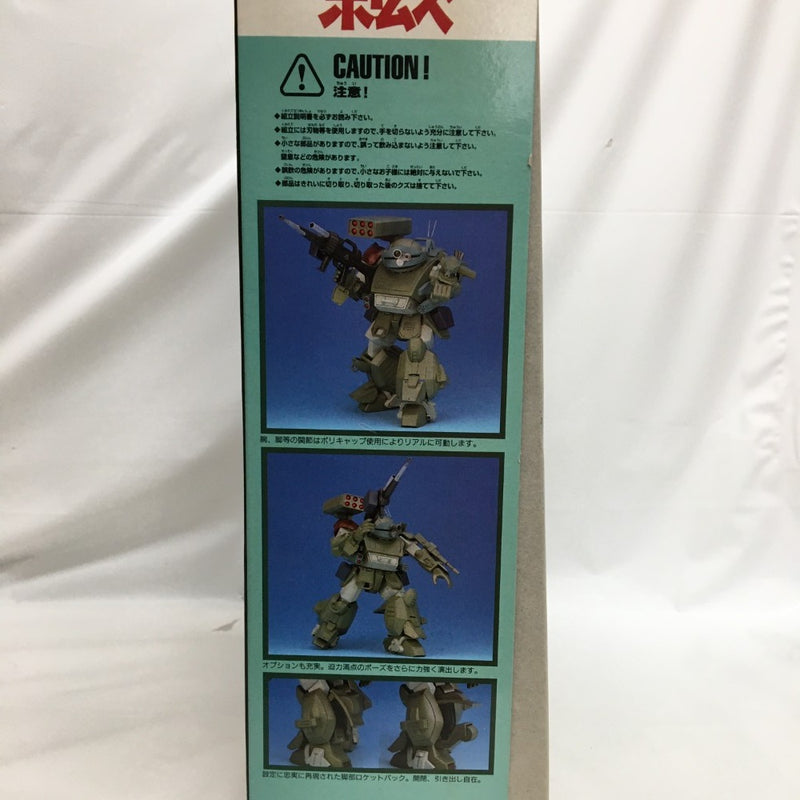 ボトムズ
CAUTION!
注意!
◆組立説明書を必ずお読み下さい。
◆組立には刃物等を使用しますので、手を切らないよう充分に注意して下さい。
◆小さな部品がありますので、誤って飲み込まないよう注意して下さい。
窒息などの危険があります。
◆誤飲の危険がありますので、小さなお子様には絶対に与えないで下さい。
◆部品はきれいに切り取り、切り取った後のクズは捨てて下さい。
腕、脚等の関節はポリキャップ使用によりリアルに可動します。
オプションも充実。迫力満点のポーズをさらに力強く演出します。
設定に忠実に再現された脚部ロケットパック。開閉、引き出し自在。